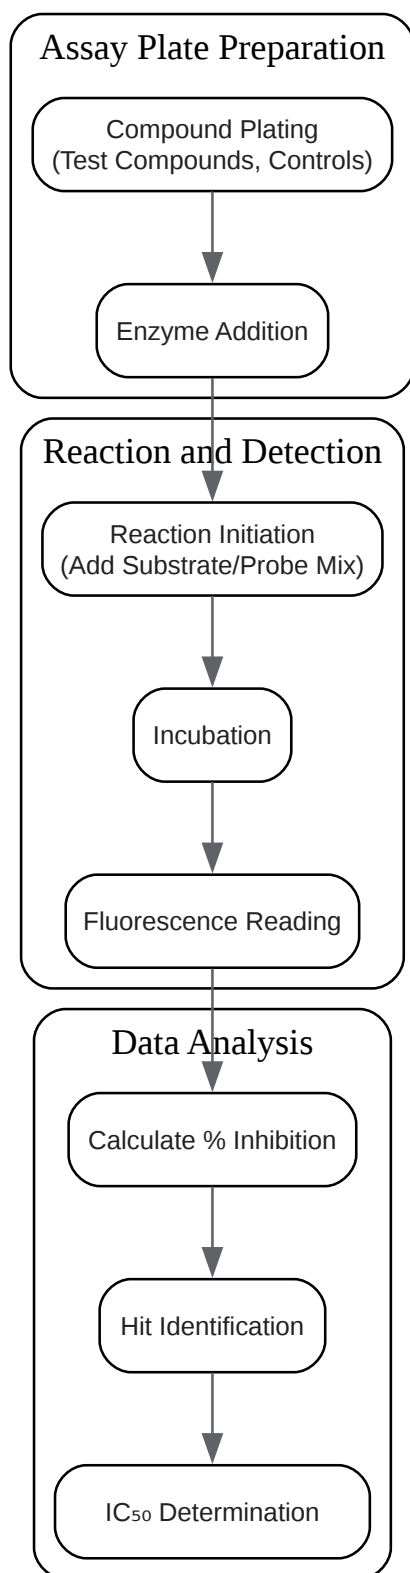 Assay Plate Preparation
Compound Plating
(Test Compounds, Controls)
Enzyme Addition
Reaction and Detection
Reaction Initiation
(Add Substrate/Probe Mix)
Incubation
Fluorescence Reading
Data Analysis
Calculate % Inhibition
Hit Identification
IC₅₀ Determination